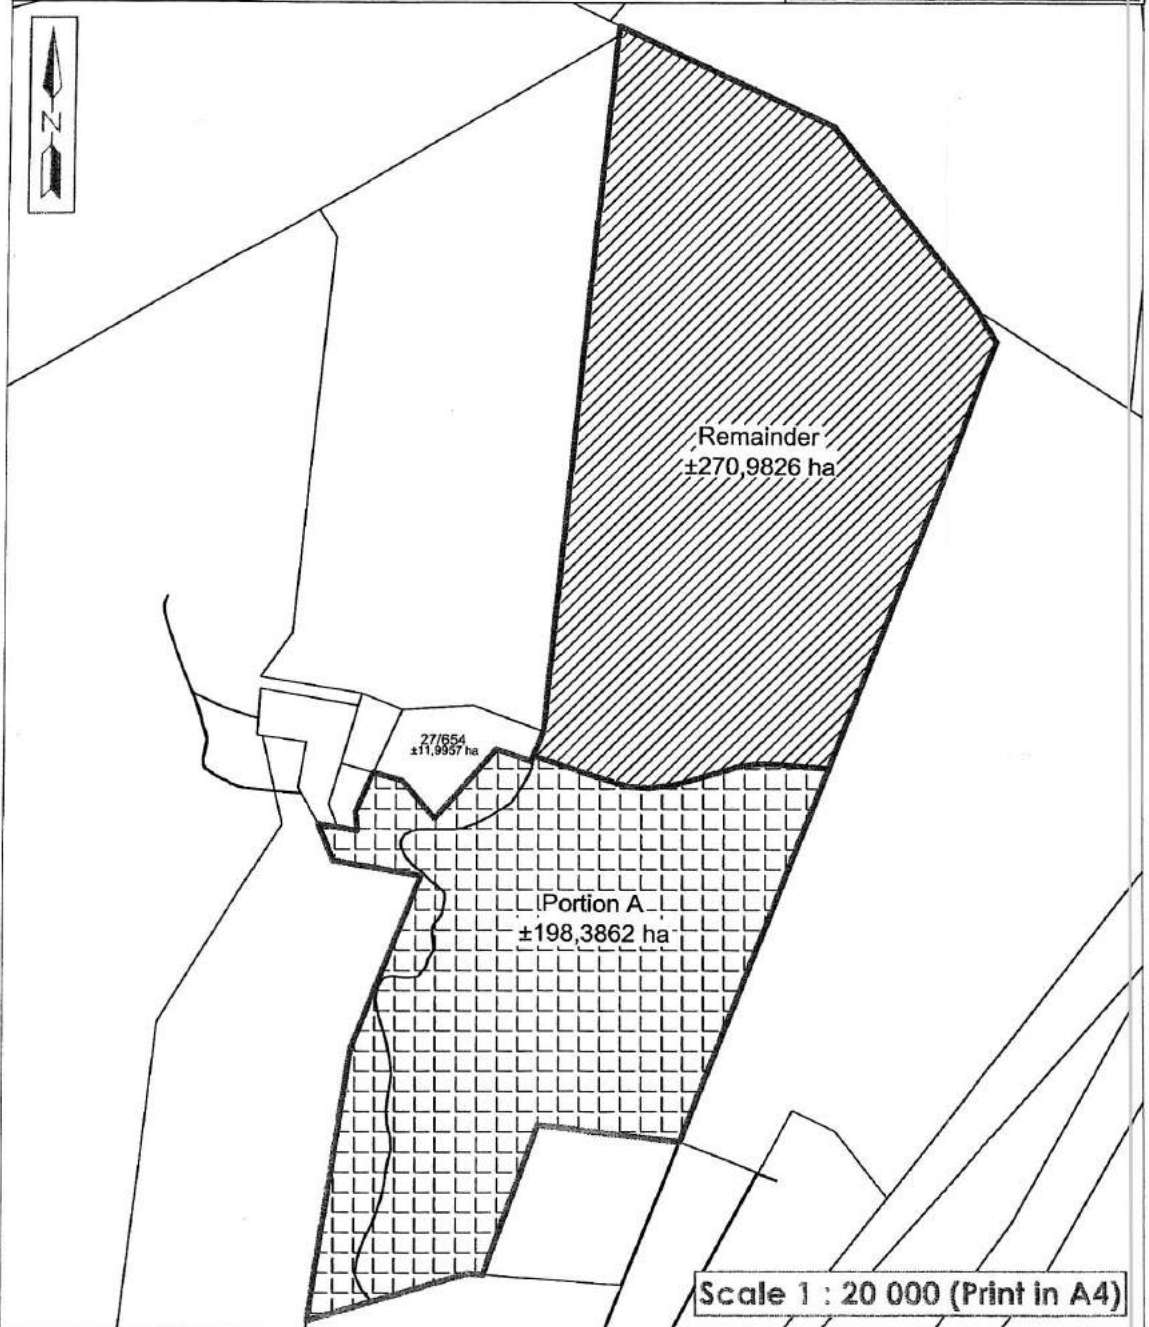 N
Remainder
±270,9826 ha
27/654
±11,9957 ha
Portion A
±198,3862 ha
Scale 1 : 20 000 (Print in A4)